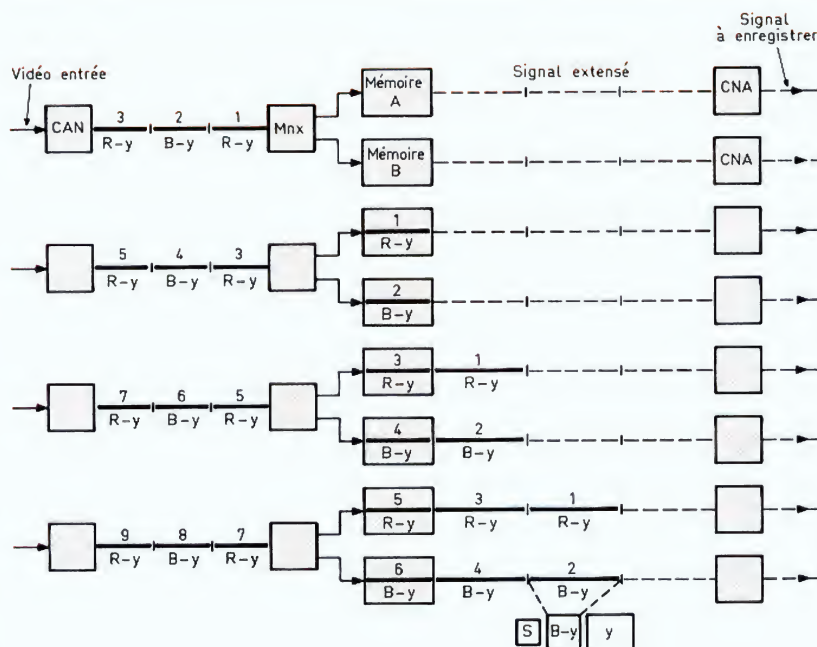 Signal
à enregistrer
Vidéo entrée
Signal extensé
CAN
3
2
1
R-y
B-y
R-y
Mnx
Mémoire
A
CNA
Mémoire
B
CNA
5
4
3
R-y
B-y
R-y
1
R-y
2
B-y
7
6
5
R-y
B-y
R-y
3
1
R-y
R-y
4
2
B-y
B-y
9
8
7
R-y
B-y
R-y
5
3
1
R-y
R-y
R-y
6
4
2
B-y
B-y
B-y
S
B-y
y